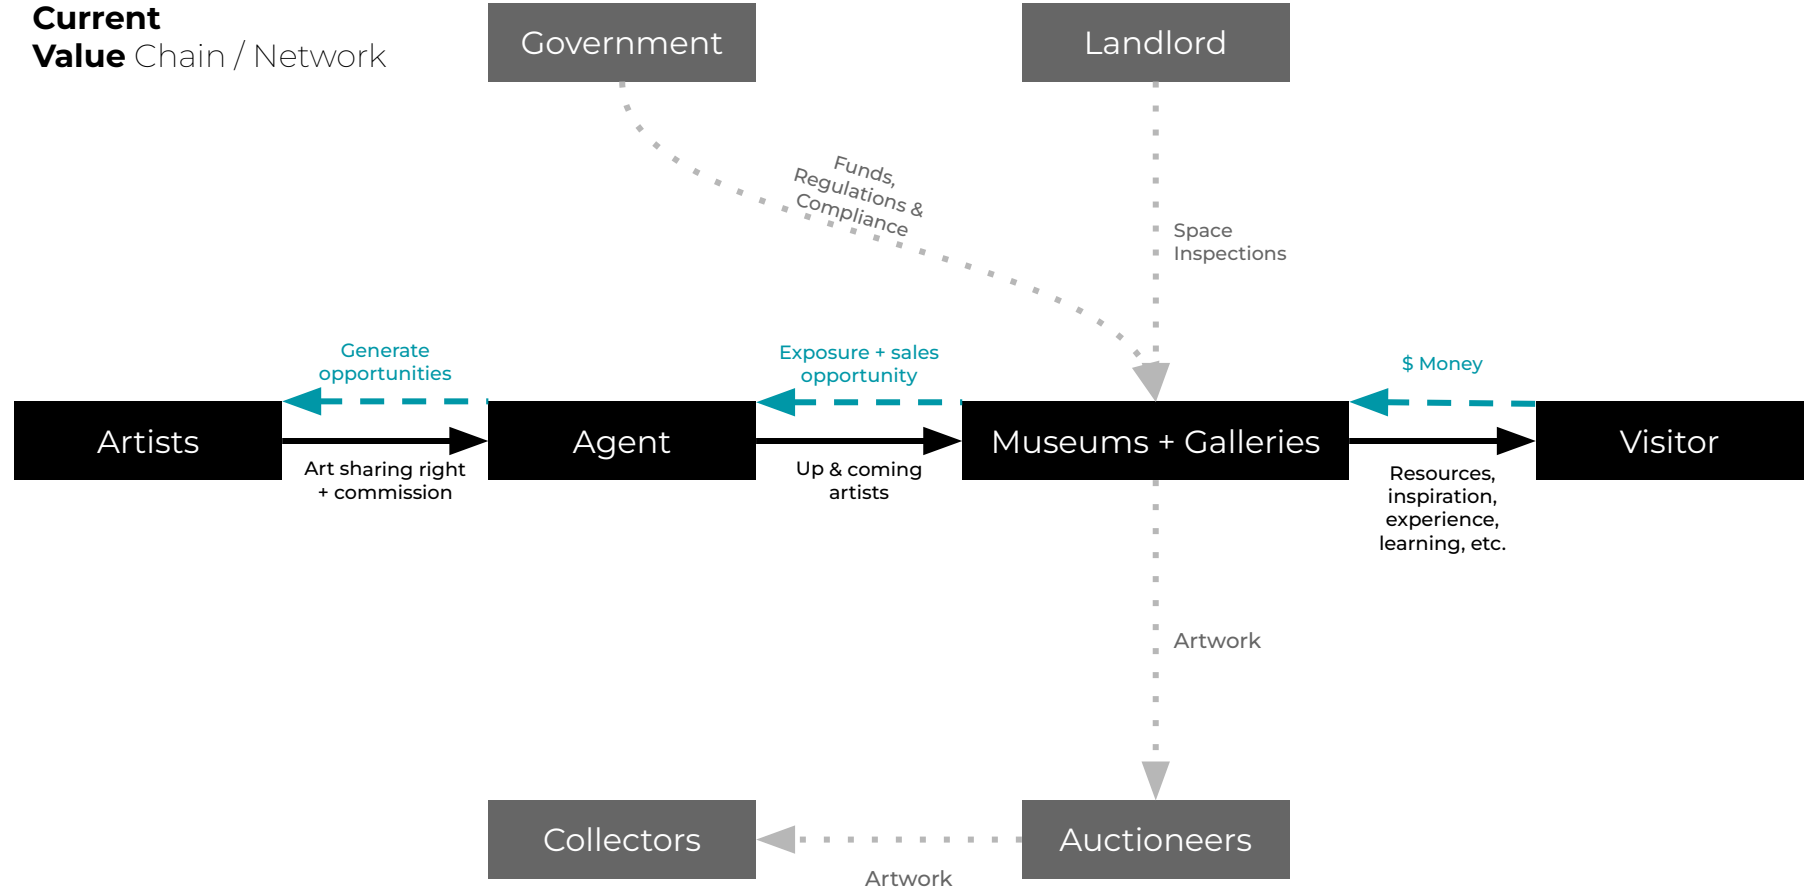 Current
Value Chain / Network
Government
Landlord
Funds,
Regulations &
Compliance
Space
Inspections
Generate
opportunities
Exposure + sales
opportunity
$ Money
Artists
Agent
Museums + Galleries
Visitor
Art sharing right
+ commission
Up & coming
artists
Resources,
inspiration,
experience,
learning, etc.
Artwork
Collectors
Auctioneers
Artwork